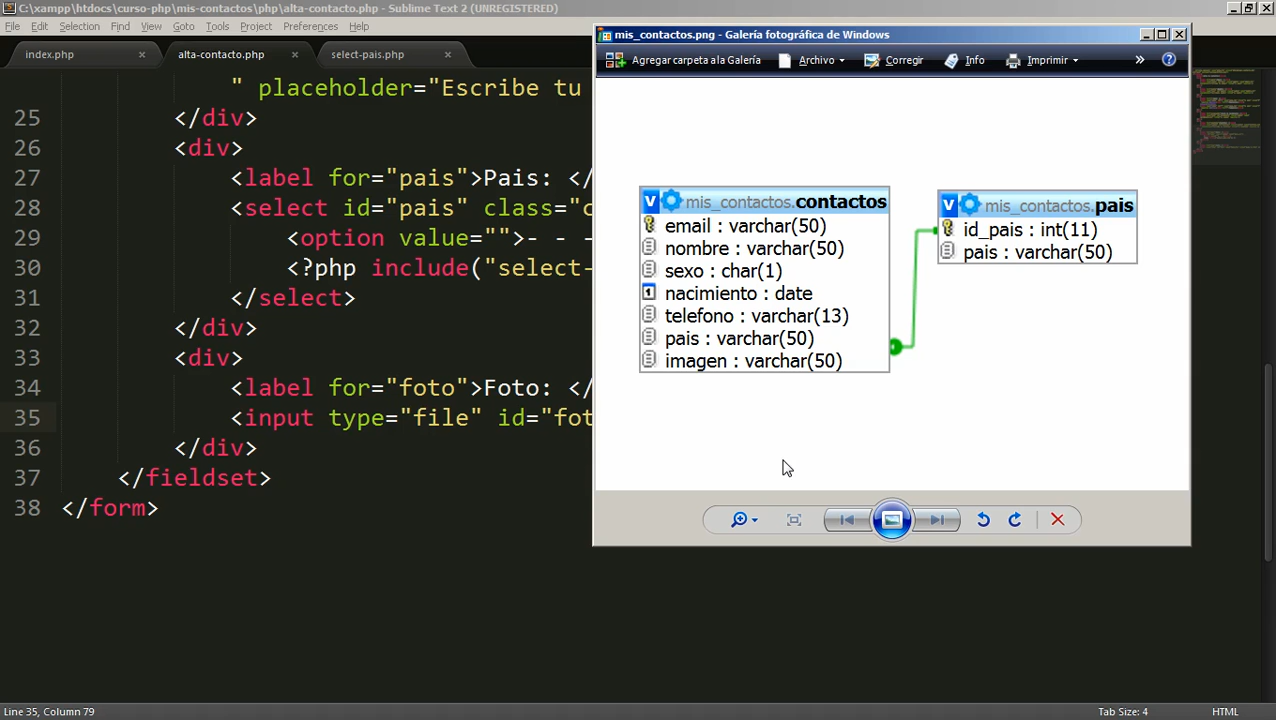 C:\xampp\htdocs\curso-php\mis-contactos\php\alta-contacto.php - Sublime Text 2 (UNREGISTERED)
File Edit Selection Find View Goto Tools Project Preferences Help
index.php × alta-contacto.php × select-pais.php ×
" placeholder="Escribe tu
25 </div>
26 <div>
27 <label for="pais">Pais: </
28 <select id="pais" class="c
29 <option value="">- - -
30 <?php include("select-
31 </select>
32 </div>
33 <div>
34 <label for="foto">Foto: </
35 <input type="file" id="fot
36 </div>
37 </fieldset>
38 </form>
mis_contactos.png - Galería fotográfica de Windows
Agregar carpeta a la Galería Archivo Corregir Info Imprimir »
V mis_contactos.contactos
email : varchar(50)
nombre : varchar(50)
sexo : char(1)
nacimiento : date
telefono : varchar(13)
pais : varchar(50)
imagen : varchar(50)
V mis_contactos.pais
id_pais : int(11)
pais : varchar(50)
Line 35, Column 79
Tab Size: 4
HTML